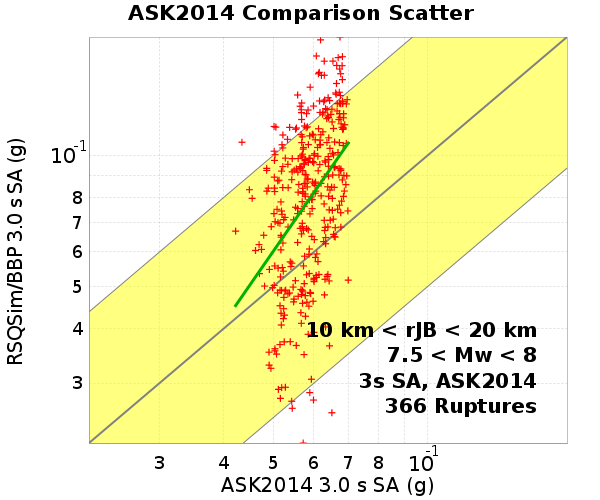 ASK2014 Comparison Scatter
RSQSim/BBP 3.0 s SA (g)
10⁻¹
8
7
6
5
4
3
10 km < rJB < 20 km
7.5 < Mw < 8
3s SA, ASK2014
366 Ruptures
3 4 5 6 7 8 10⁻¹
ASK2014 3.0 s SA (g)